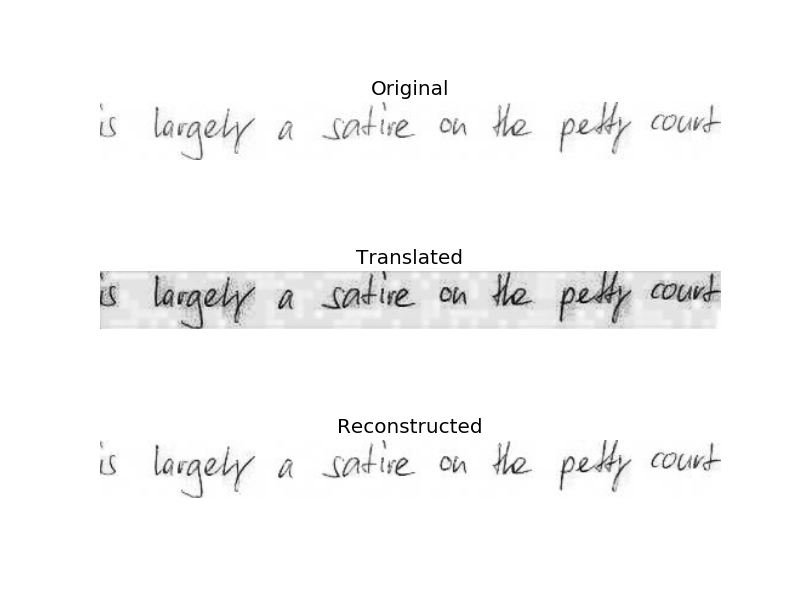 Original
is largely a satire on the petty court
Translated
is largely a satire on the petty court
Reconstructed
is largely a satire on the petty court